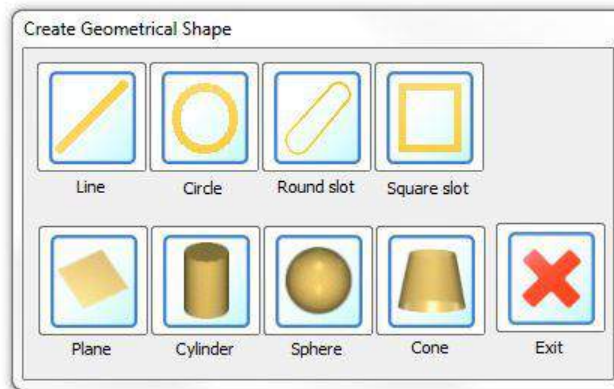 Create Geometrical Shape
Line Circle Round slot Square slot
Plane Cylinder Sphere Cone Exit